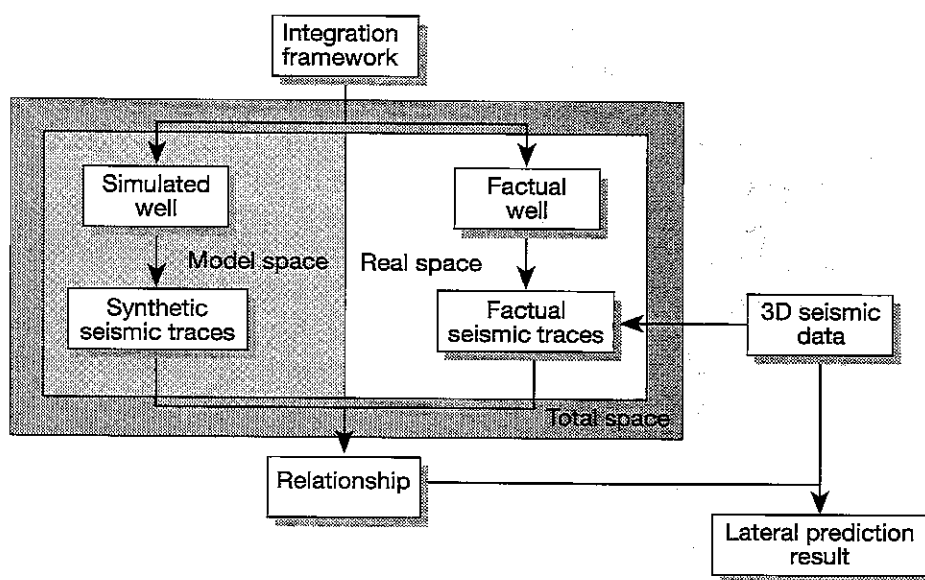 Integration
framework
Simulated
well
Factual
well
Model space
Real space
Synthetic
seismic traces
Factual
seismic traces
3D seismic
data
Total space
Relationship
Lateral prediction
result